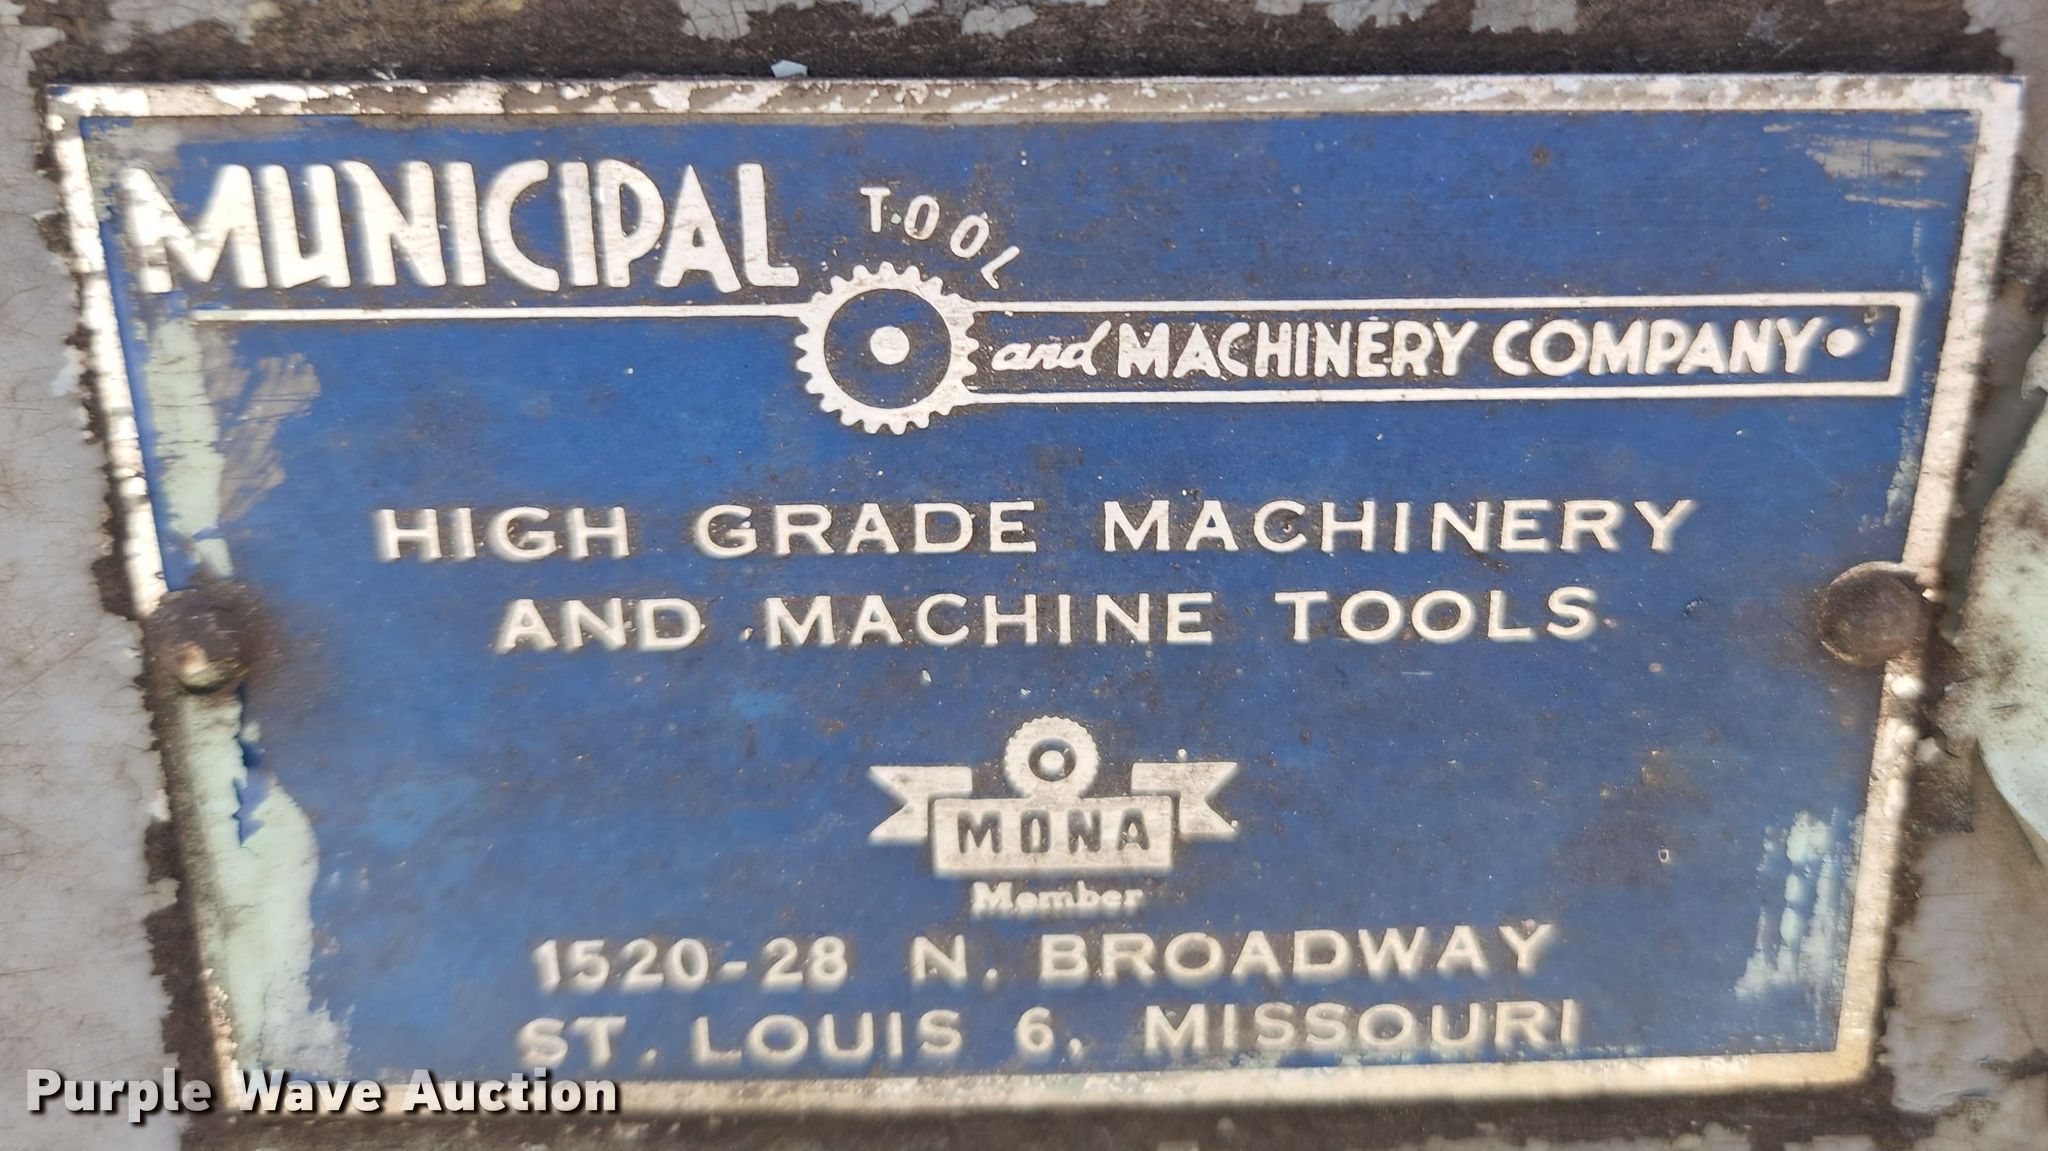 MUNICIPAL TOOL
and MACHINERY COMPANY
HIGH GRADE MACHINERY
AND MACHINE TOOLS
MDNA
Member
1520-28 N. BROADWAY
ST. LOUIS 6, MISSOURI
Purple Wave Auction